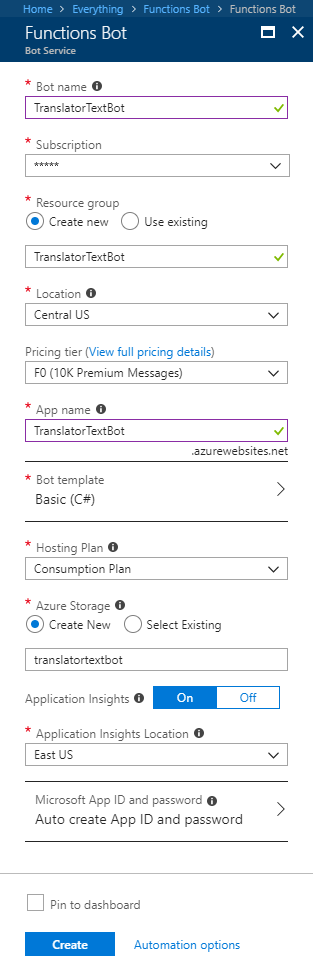 Home > Everything > Functions Bot > Functions Bot
Functions Bot
Bot Service
* Bot name
TranslatorTextBot
* Subscription
*****
* Resource group
Create new Use existing
TranslatorTextBot
* Location
Central US
Pricing tier (View full pricing details)
F0 (10K Premium Messages)
* App name
TranslatorTextBot
.azurewebsites.net
* Bot template
Basic (C#)
* Hosting Plan
Consumption Plan
* Azure Storage
Create New Select Existing
translatortextbot
Application Insights On Off
* Application Insights Location
East US
Microsoft App ID and password
Auto create App ID and password
Pin to dashboard
Create Automation options